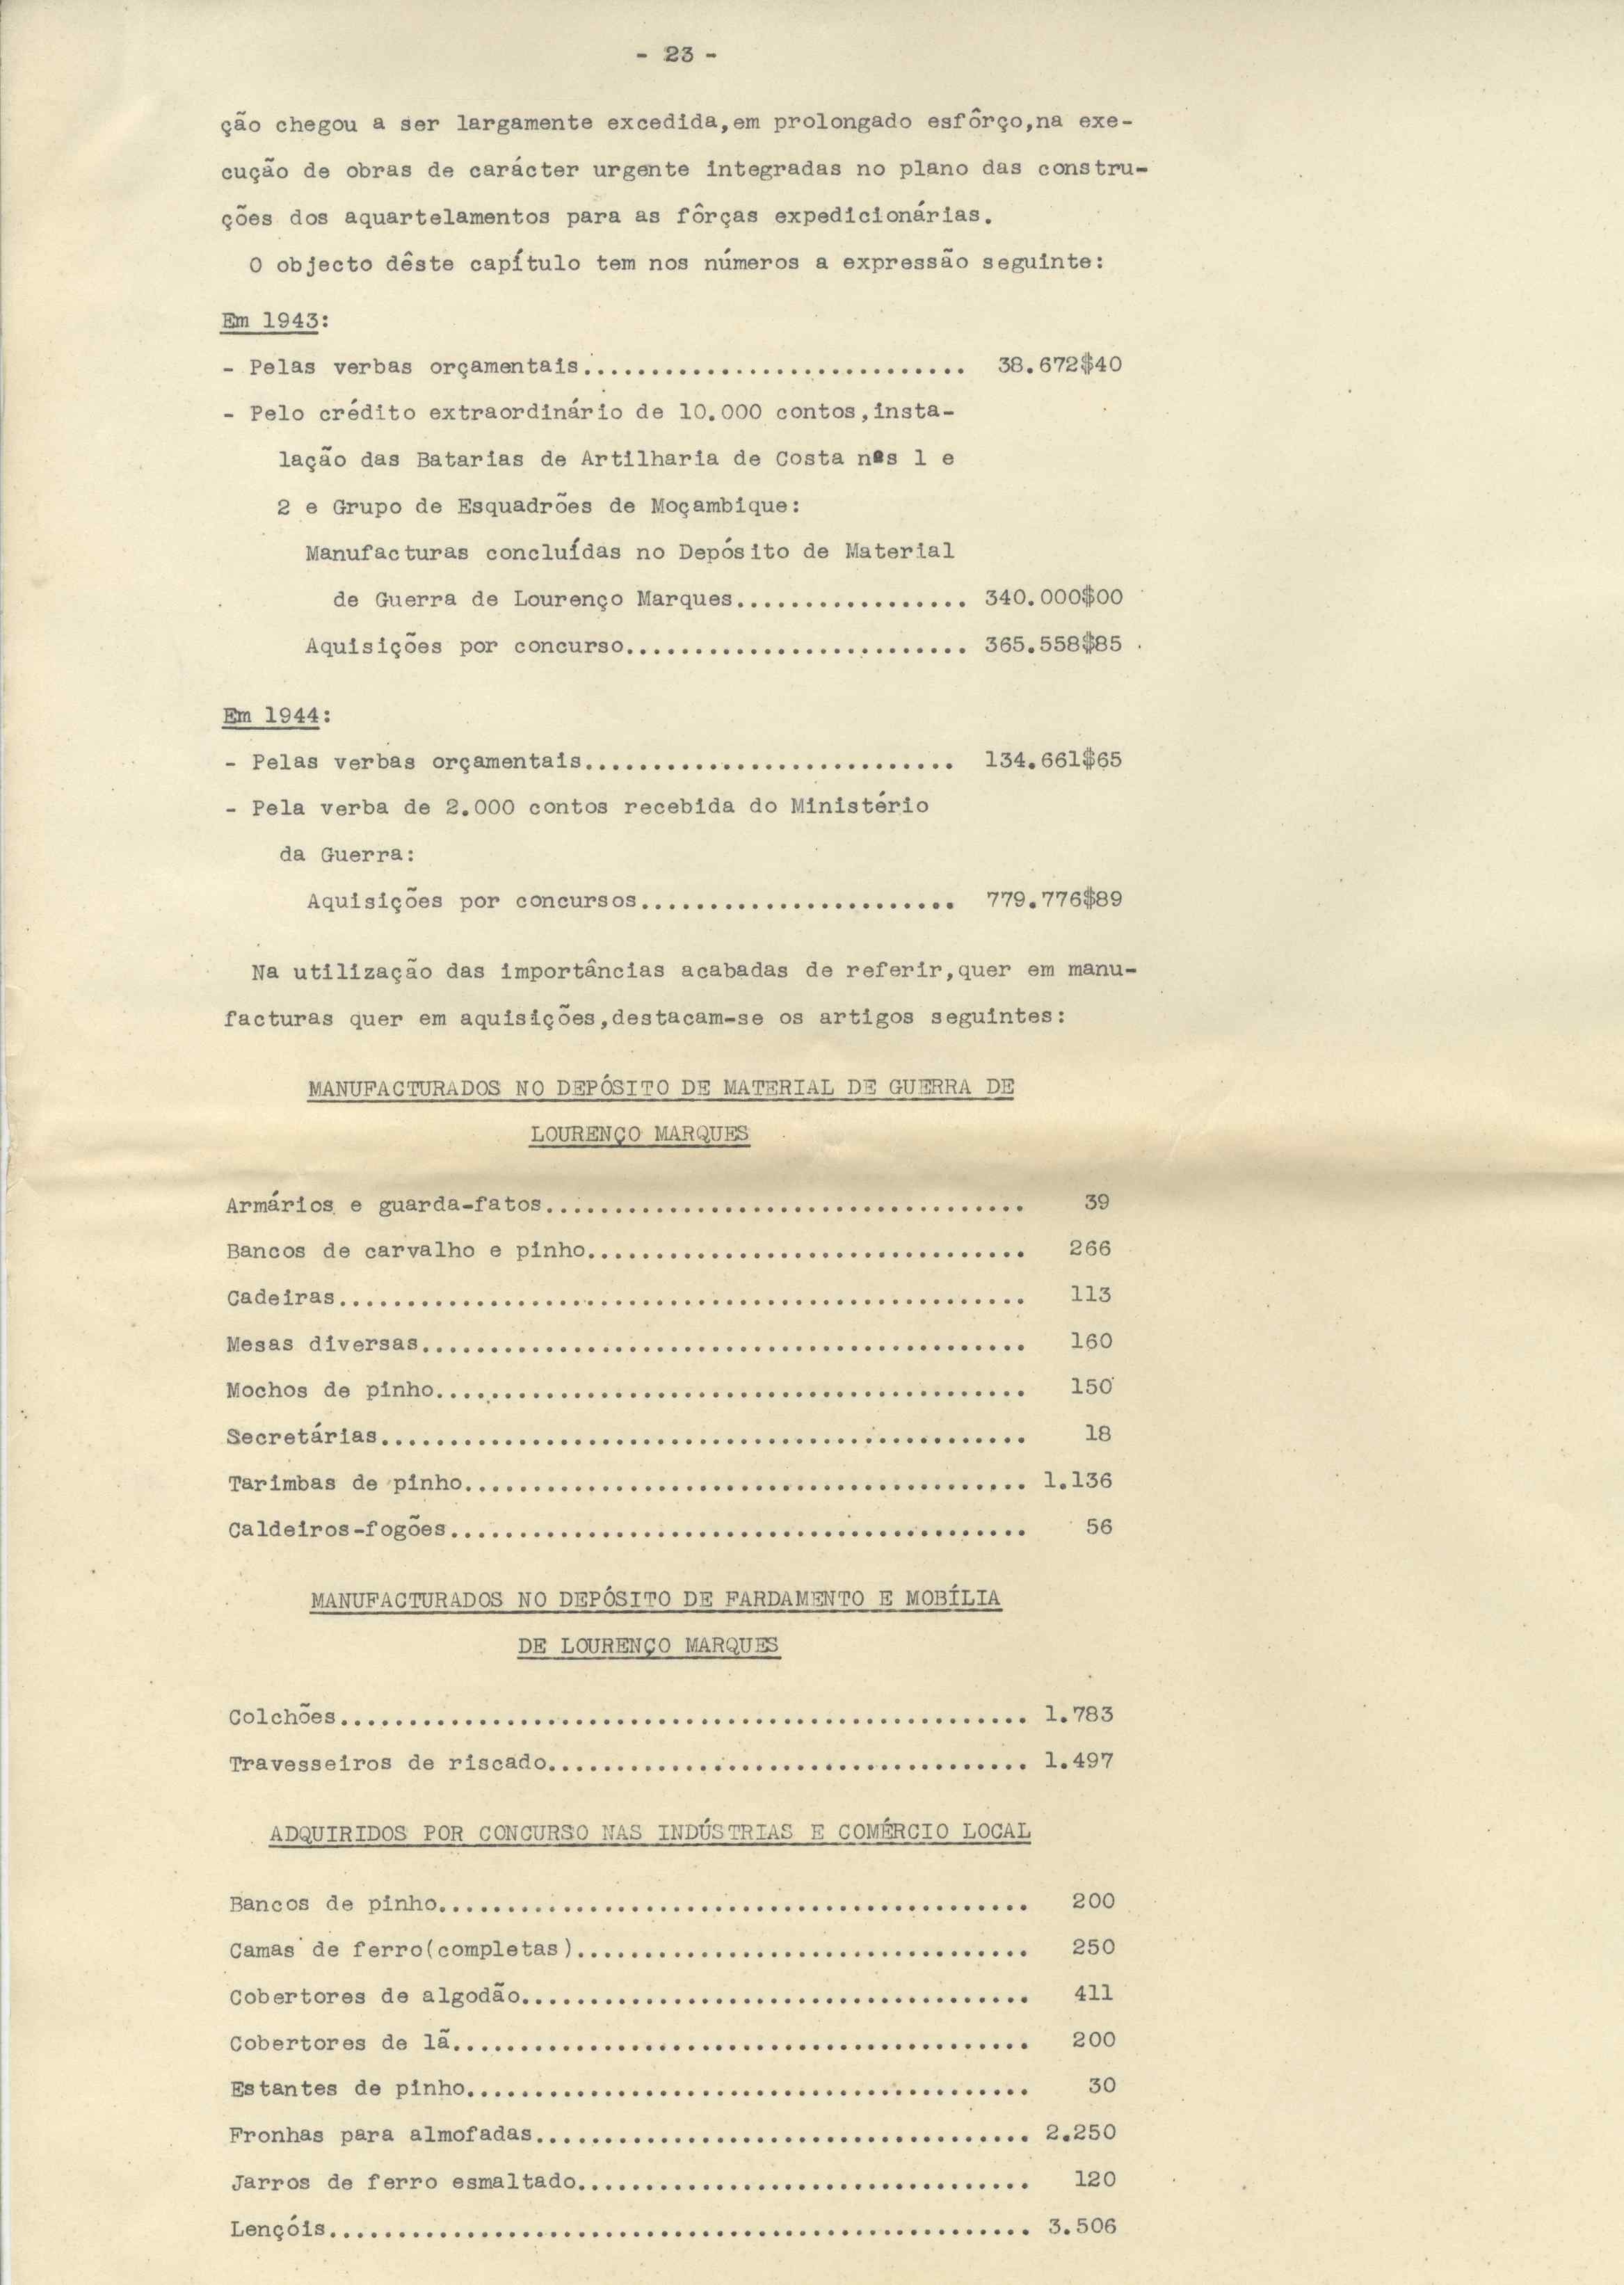 - 23 -
ção chegou a ser largamente excedida,em prolongado esfôrço,na exe-
cução de obras de carácter urgente integradas no plano das constru-
ções dos aquartelamentos para as fôrças expedicionárias.
O objecto dêste capítulo tem nos números a expressão seguinte:
Em 1943:
- Pelas verbas orçamentais............................ 38.672$40
- Pelo crédito extraordinário de 10.000 contos,insta-
lação das Batarias de Artilharia de Costa nºs 1 e
2 e Grupo de Esquadrões de Moçambique:
Manufacturas concluídas no Depósito de Material
de Guerra de Lourenço Marques................. 340.000$00
Aquisições por concurso......................... 365.558$85
Em 1944:
- Pelas verbas orçamentais........................... 134.661$65
- Pela verba de 2.000 contos recebida do Ministério
da Guerra:
Aquisições por concursos....................... 779.776$89
Na utilização das importâncias acabadas de referir,quer em manu-
facturas quer em aquisições,destacam-se os artigos seguintes:
MANUFACTURADOS NO DEPÓSITO DE MATERIAL DE GUERRA DE
LOURENÇO MARQUES
Armários e guarda-fatos................................... 39
Bancos de carvalho e pinho................................ 266
Cadeiras.................................................. 113
Mesas diversas............................................ 160
Mochos de pinho........................................... 150
Secretárias............................................... 18
Tarimbas de pinho......................................... 1.136
Caldeiros-fogões.......................................... 56
MANUFACTURADOS NO DEPÓSITO DE FARDAMENTO E MOBÍLIA
DE LOURENÇO MARQUES
Colchões.................................................. 1.783
Travesseiros de riscado................................... 1.497
ADQUIRIDOS POR CONCURSO NAS INDÚSTRIAS E COMÉRCIO LOCAL
Bancos de pinho........................................... 200
Camas de ferro(completas)................................. 250
Cobertores de algodão..................................... 411
Cobertores de lã.......................................... 200
Estantes de pinho......................................... 30
Fronhas para almofadas.................................... 2.250
Jarros de ferro esmaltado................................. 120
Lençóis................................................... 3.506